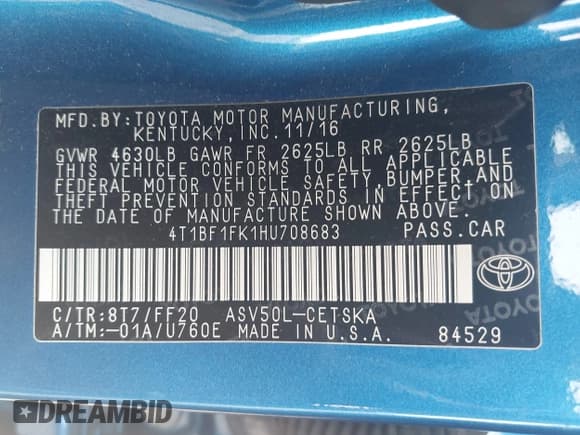 MFD.BY:TOYOTA MOTOR MANUFACTURING,
KENTUCKY,INC.11/16
GVWR 4630LB GAWR FR 2625LB RR 2625LB
THIS VEHICLE CONFORMS TO ALL APPLICABLE
FEDERAL MOTOR VEHICLE SAFETY,BUMPER,AND
THEFT PREVENTION STANDARDS IN EFFECT ON
THE DATE OF MANUFACTURE SHOWN ABOVE.
4T1BF1FK1HU708683 PASS.CAR
C/TR:8T7/FF20 ASV50L-CETSKA
A/TM:-01A/U760E MADE IN U.S.A. 84529
TOYOTA
DREAMBID